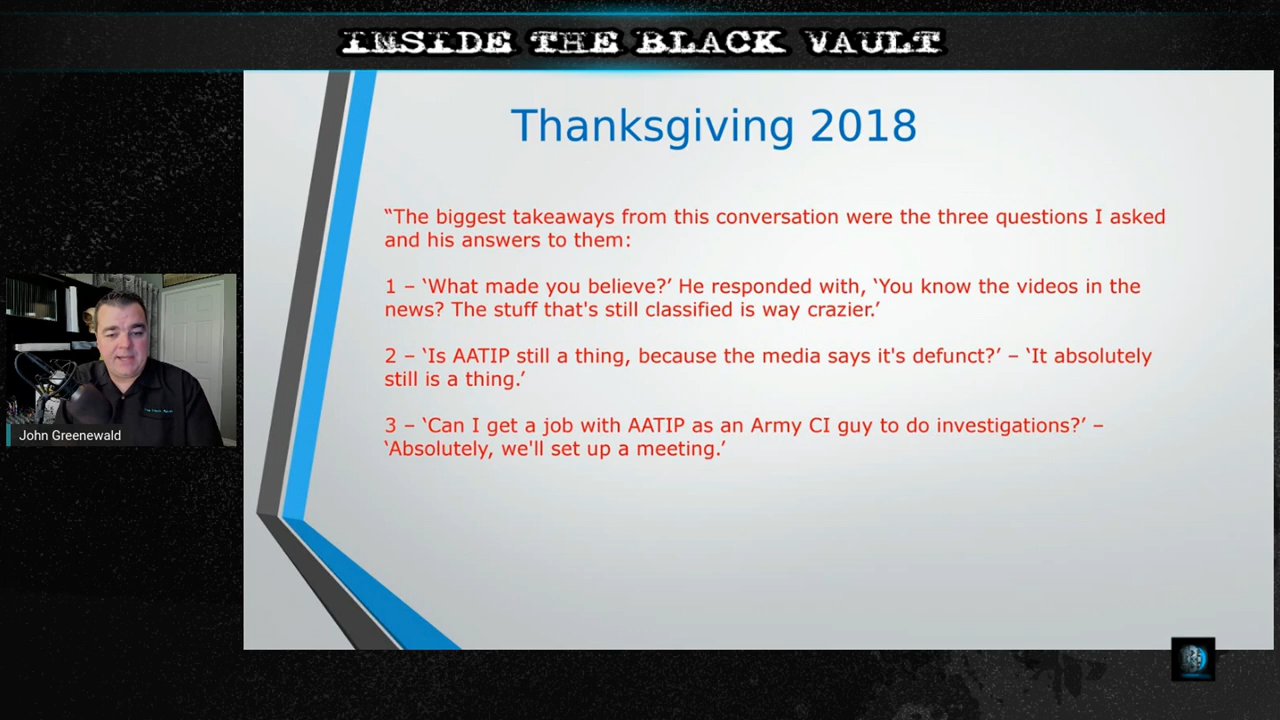 INSIDE THE BLACK VAULT
Thanksgiving 2018
“The biggest takeaways from this conversation were the three questions I asked
and his answers to them:
1 – ‘What made you believe?’ He responded with, ‘You know the videos in the
news? The stuff that's still classified is way crazier.’
2 – ‘Is AATIP still a thing, because the media says it's defunct?’ – ‘It absolutely
still is a thing.’
3 – ‘Can I get a job with AATIP as an Army CI guy to do investigations?’ –
‘Absolutely, we'll set up a meeting.’
John Greenewald